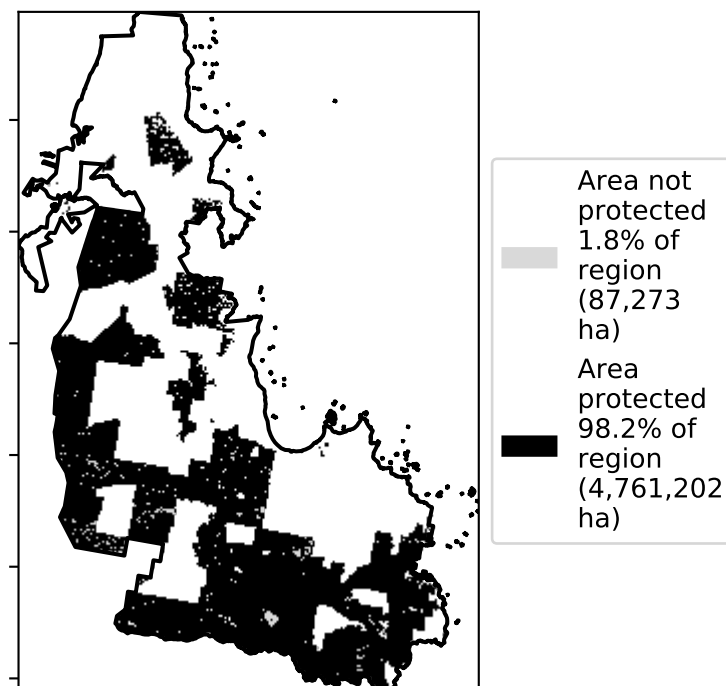 Area not
protected
1.8% of
region
(87,273
ha)
Area
protected
98.2% of
region
(4,761,202
ha)